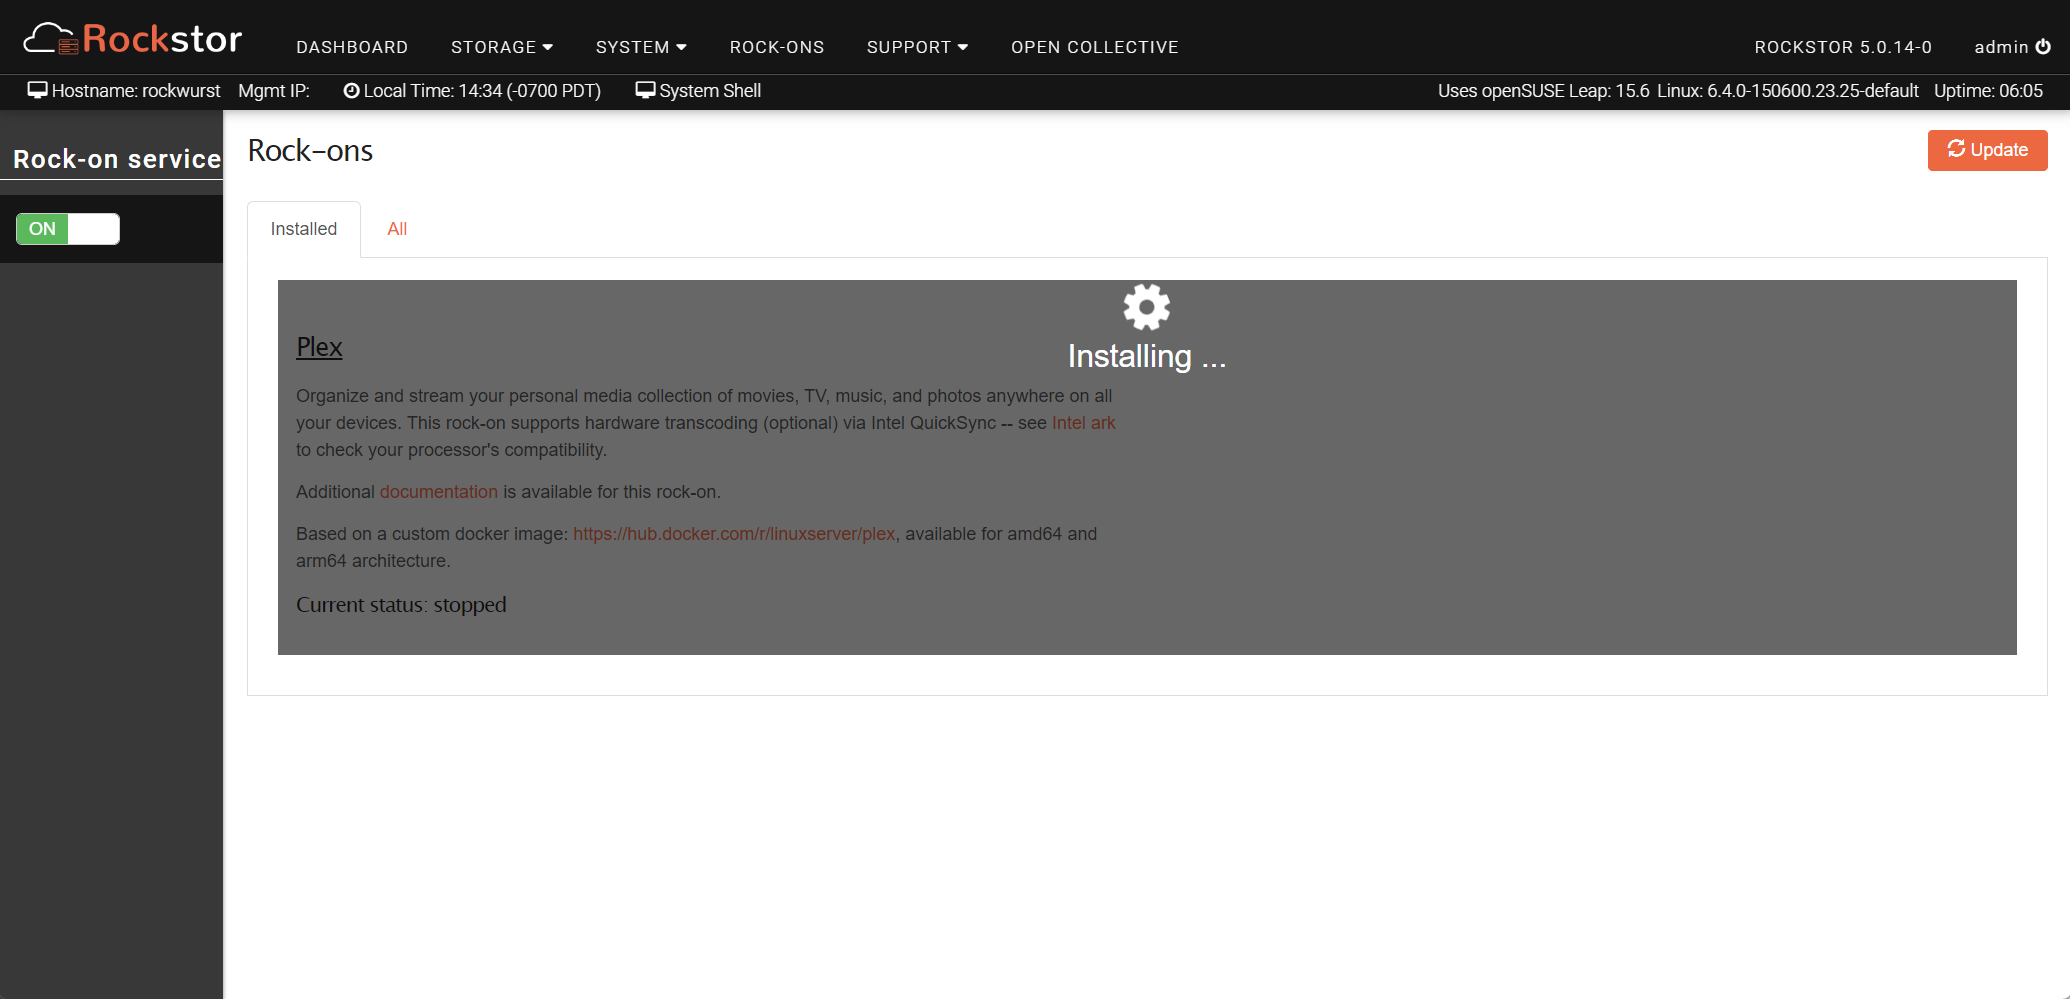 Rockstor DASHBOARD STORAGE SYSTEM ROCK-ONS SUPPORT OPEN COLLECTIVE ROCKSTOR 5.0.14-0 admin
Hostname: rockwurst Mgmt IP: Local Time: 14:34 (-0700 PDT) System Shell Uses openSUSE Leap: 15.6 Linux: 6.4.0-150600.23.25-default Uptime: 06:05
Rock-on service
ON
Rock-ons
Update
Installed All
Installing ...
Plex
Organize and stream your personal media collection of movies, TV, music, and photos anywhere on all
your devices. This rock-on supports hardware transcoding (optional) via Intel QuickSync -- see Intel ark
to check your processor's compatibility.
Additional documentation is available for this rock-on.
Based on a custom docker image: https://hub.docker.com/r/linuxserver/plex, available for amd64 and
arm64 architecture.
Current status: stopped